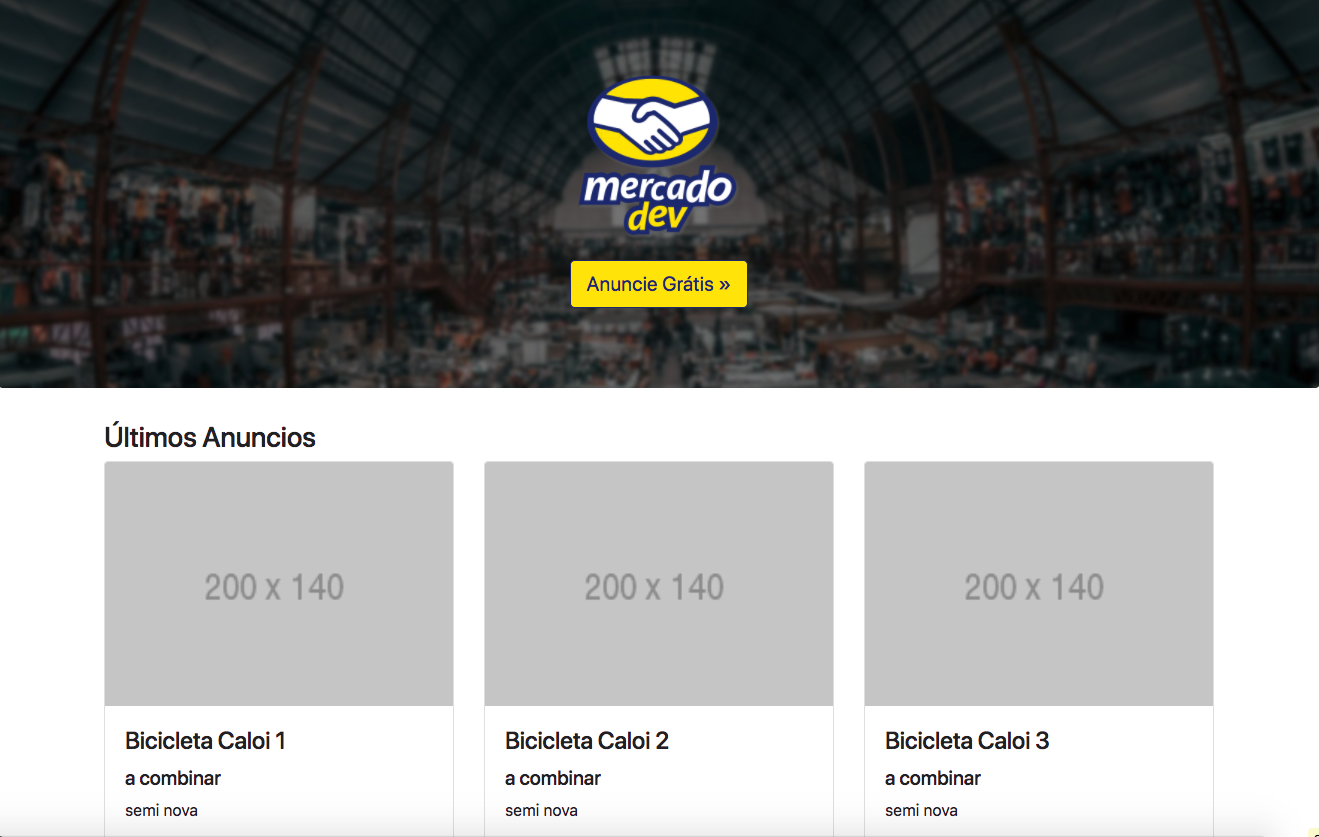 mercado
dev
Anuncie Grátis »
Últimos Anuncios
200 x 140
200 x 140
200 x 140
Bicicleta Caloi 1
a combinar
semi nova
Bicicleta Caloi 2
a combinar
semi nova
Bicicleta Caloi 3
a combinar
semi nova